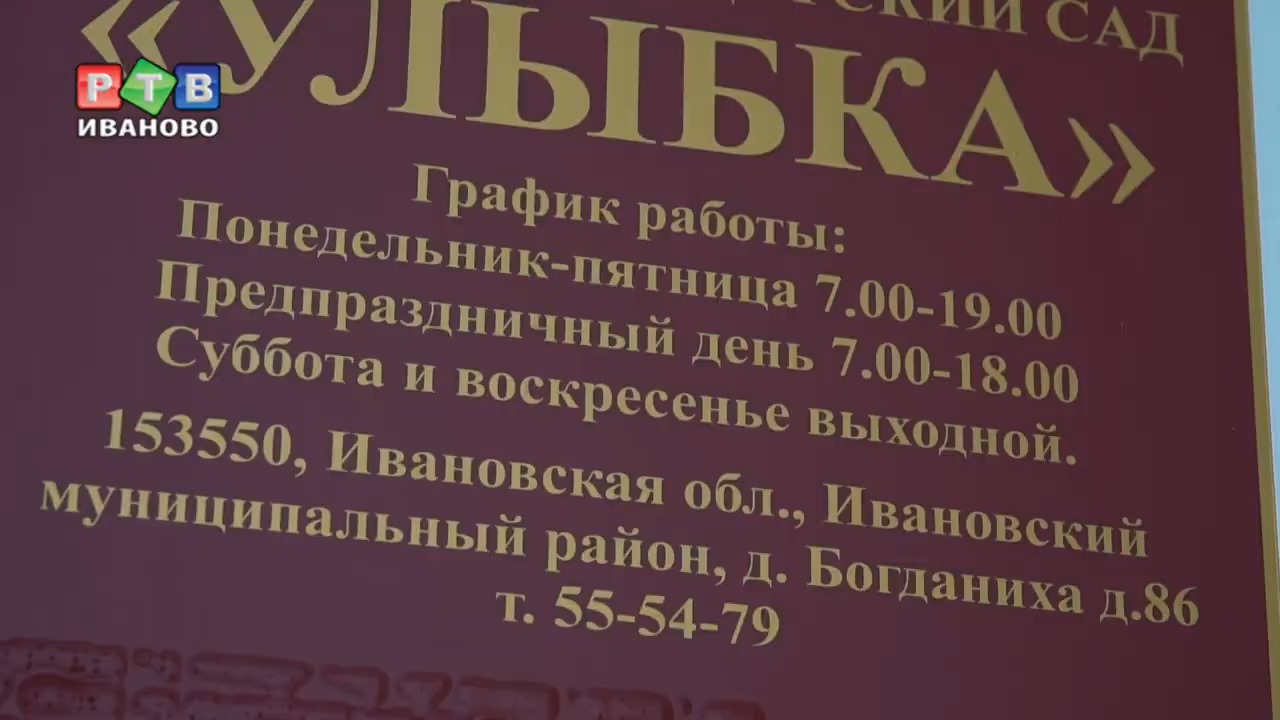 САД
«УЛЫБКА»
РТВ
ИВАНОВО
График работы:
Понедельник-пятница 7.00-19.00
Предпраздничный день 7.00-18.00
Суббота и воскресенье выходной.
153550, Ивановская обл., Ивановский
муниципальный район, д. Богданиха д.86
т. 55-54-79